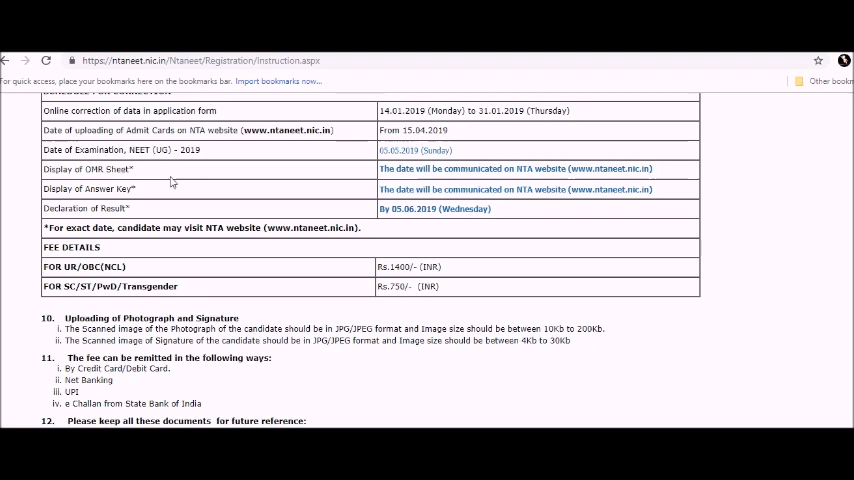 https://ntaneet.nic.in/Ntaneet/Registration/Instruction.aspx
For quick access, place your bookmarks here on the bookmarks bar. Import bookmarks now...
Other bookm
Online correction of data in application form 14.01.2019 (Monday) to 31.01.2019 (Thursday)
Date of uploading of Admit Cards on NTA website (www.ntaneet.nic.in) From 15.04.2019
Date of Examination, NEET (UG) - 2019 05.05.2019 (Sunday)
Display of OMR Sheet* The date will be communicated on NTA website (www.ntaneet.nic.in)
Display of Answer Key* The date will be communicated on NTA website (www.ntaneet.nic.in)
Declaration of Result* By 05.06.2019 (Wednesday)
*For exact date, candidate may visit NTA website (www.ntaneet.nic.in).
FEE DETAILS
FOR UR/OBC(NCL) Rs.1400/- (INR)
FOR SC/ST/PwD/Transgender Rs.750/- (INR)
10. Uploading of Photograph and Signature
i. The Scanned image of the Photograph of the candidate should be in JPG/JPEG format and Image size should be between 10Kb to 200Kb.
ii. The Scanned image of Signature of the candidate should be in JPG/JPEG format and Image size should be between 4Kb to 30Kb
11. The fee can be remitted in the following ways:
i. By Credit Card/Debit Card.
ii. Net Banking
iii. UPI
iv. e Challan from State Bank of India
12. Please keep all these documents for future reference: